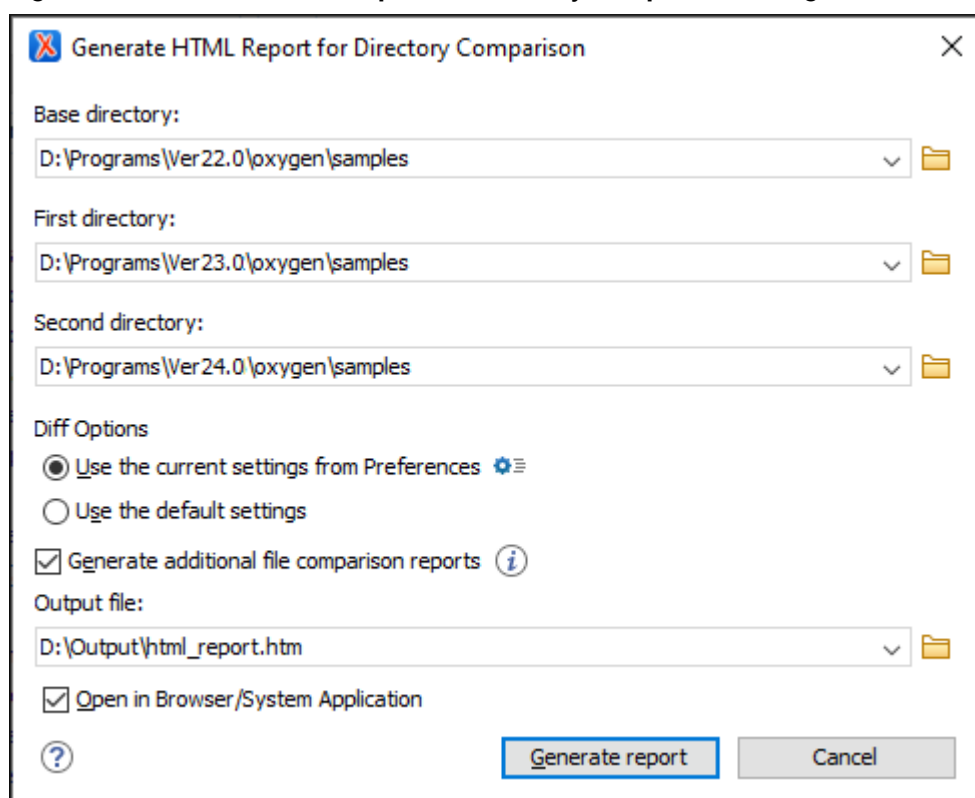 Generate HTML Report for Directory Comparison
Base directory:
D:\Programs\Ver22.0\oxygen\samples
First directory:
D:\Programs\Ver23.0\oxygen\samples
Second directory:
D:\Programs\Ver24.0\oxygen\samples
Diff Options
Use the current settings from Preferences
Use the default settings
Generate additional file comparison reports
Output file:
D:\Output\html_report.htm
Open in Browser/System Application
Generate report Cancel